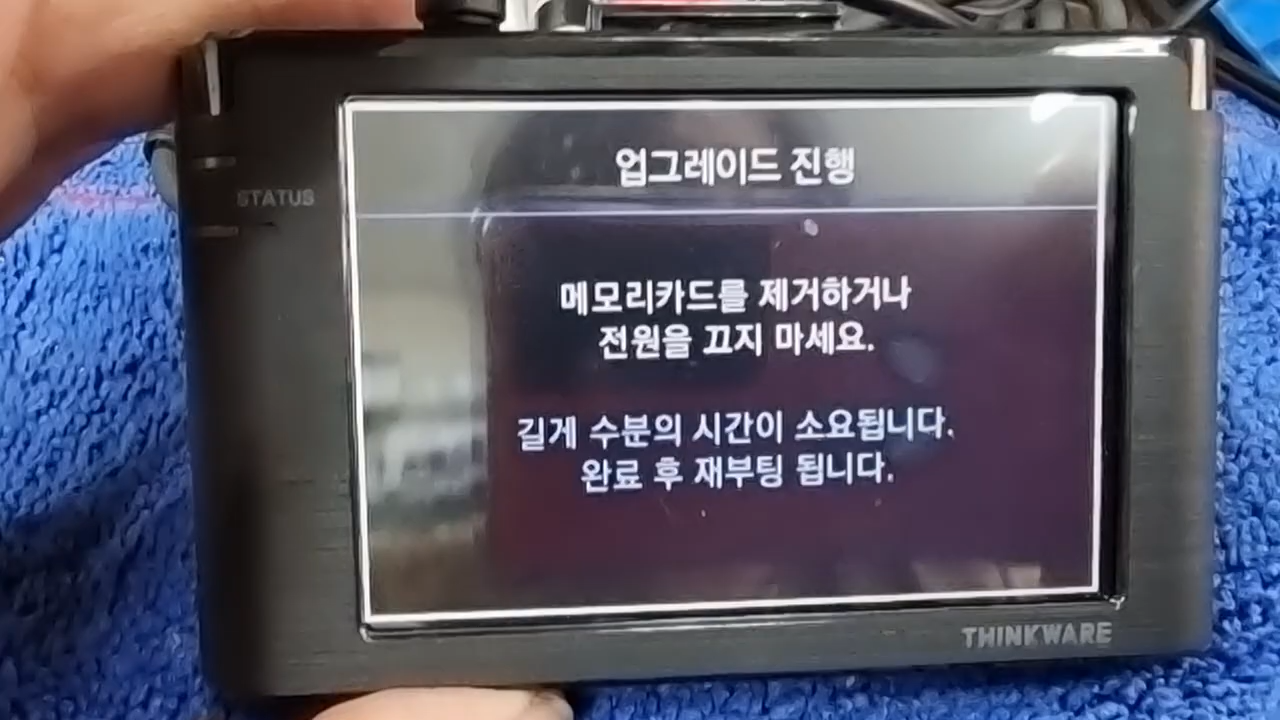 업그레이드 진행
STATUS
메모리카드를 제거하거나
전원을 끄지 마세요.
길게 수분의 시간이 소요됩니다.
완료 후 재부팅 됩니다.
THINKWARE